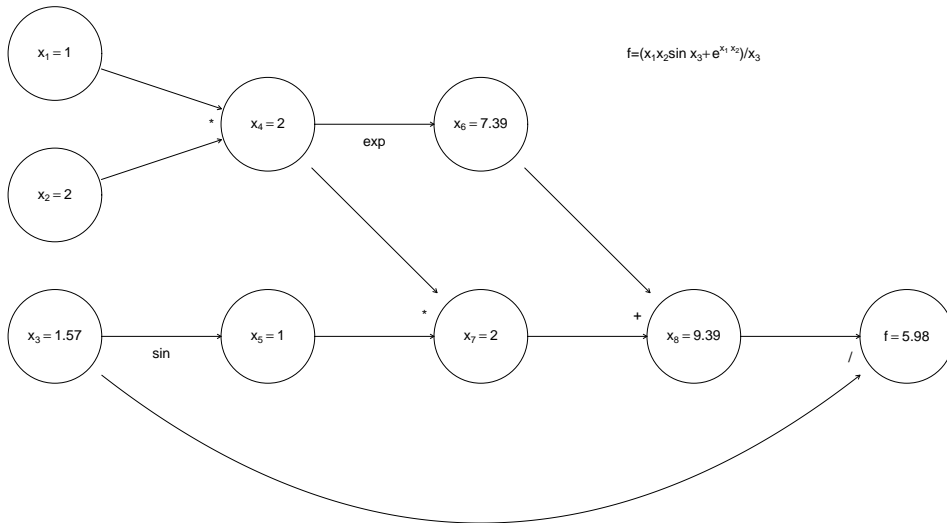 x₁ = 1
f=(x₁x₂sin x₃+e^{x₁ x₂})/x₃
*
x₄ = 2
exp
x₆ = 7.39
x₂ = 2
x₃ = 1.57
sin
x₅ = 1
*
x₇ = 2
+
x₈ = 9.39
/
f = 5.98